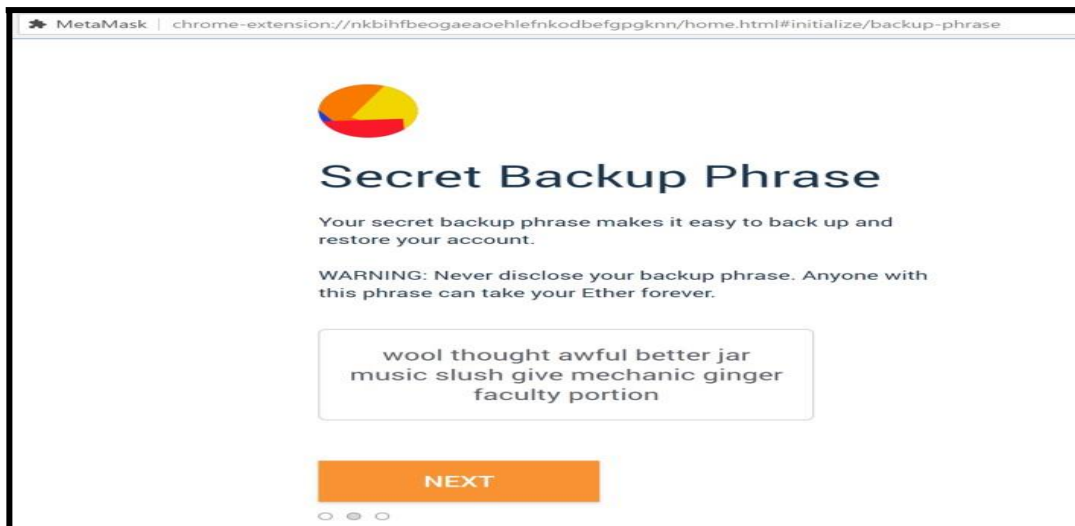 MetaMask | chrome-extension://nkbihfbeogaeaoehlefnkodbefgpgknn/home.html#initialize/backup-phrase
Secret Backup Phrase
Your secret backup phrase makes it easy to back up and
restore your account.
WARNING: Never disclose your backup phrase. Anyone with
this phrase can take your Ether forever.
wool thought awful better jar
music slush give mechanic ginger
faculty portion
NEXT